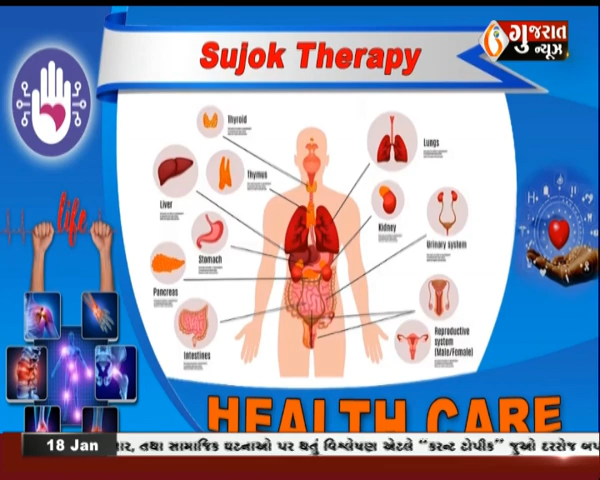 Sujok Therapy
ગુજરાત
ન્યૂઝ
Thyroid
Lungs
Thymus
Liver
Kidney
Stomach
Urinary system
Pancreas
Intestines
Reproductive
system
(Male/Female)
life
HEALTH CARE
18 Jan
તથા સામાજિક ઘટનાઓ પર થતું વિશ્લેષણ એટલે “કરન્ટ ટોપીક” જુઓ દરરોજ